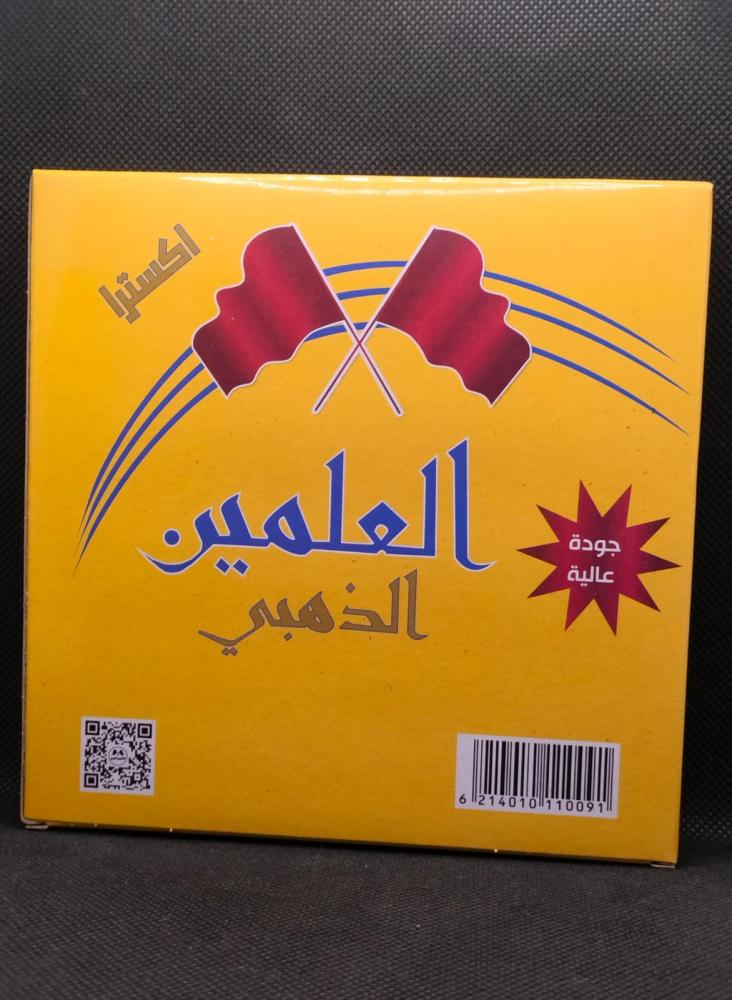 اكسترا
العلمين
الذهبي
جودة
عالية
6 214010 110091